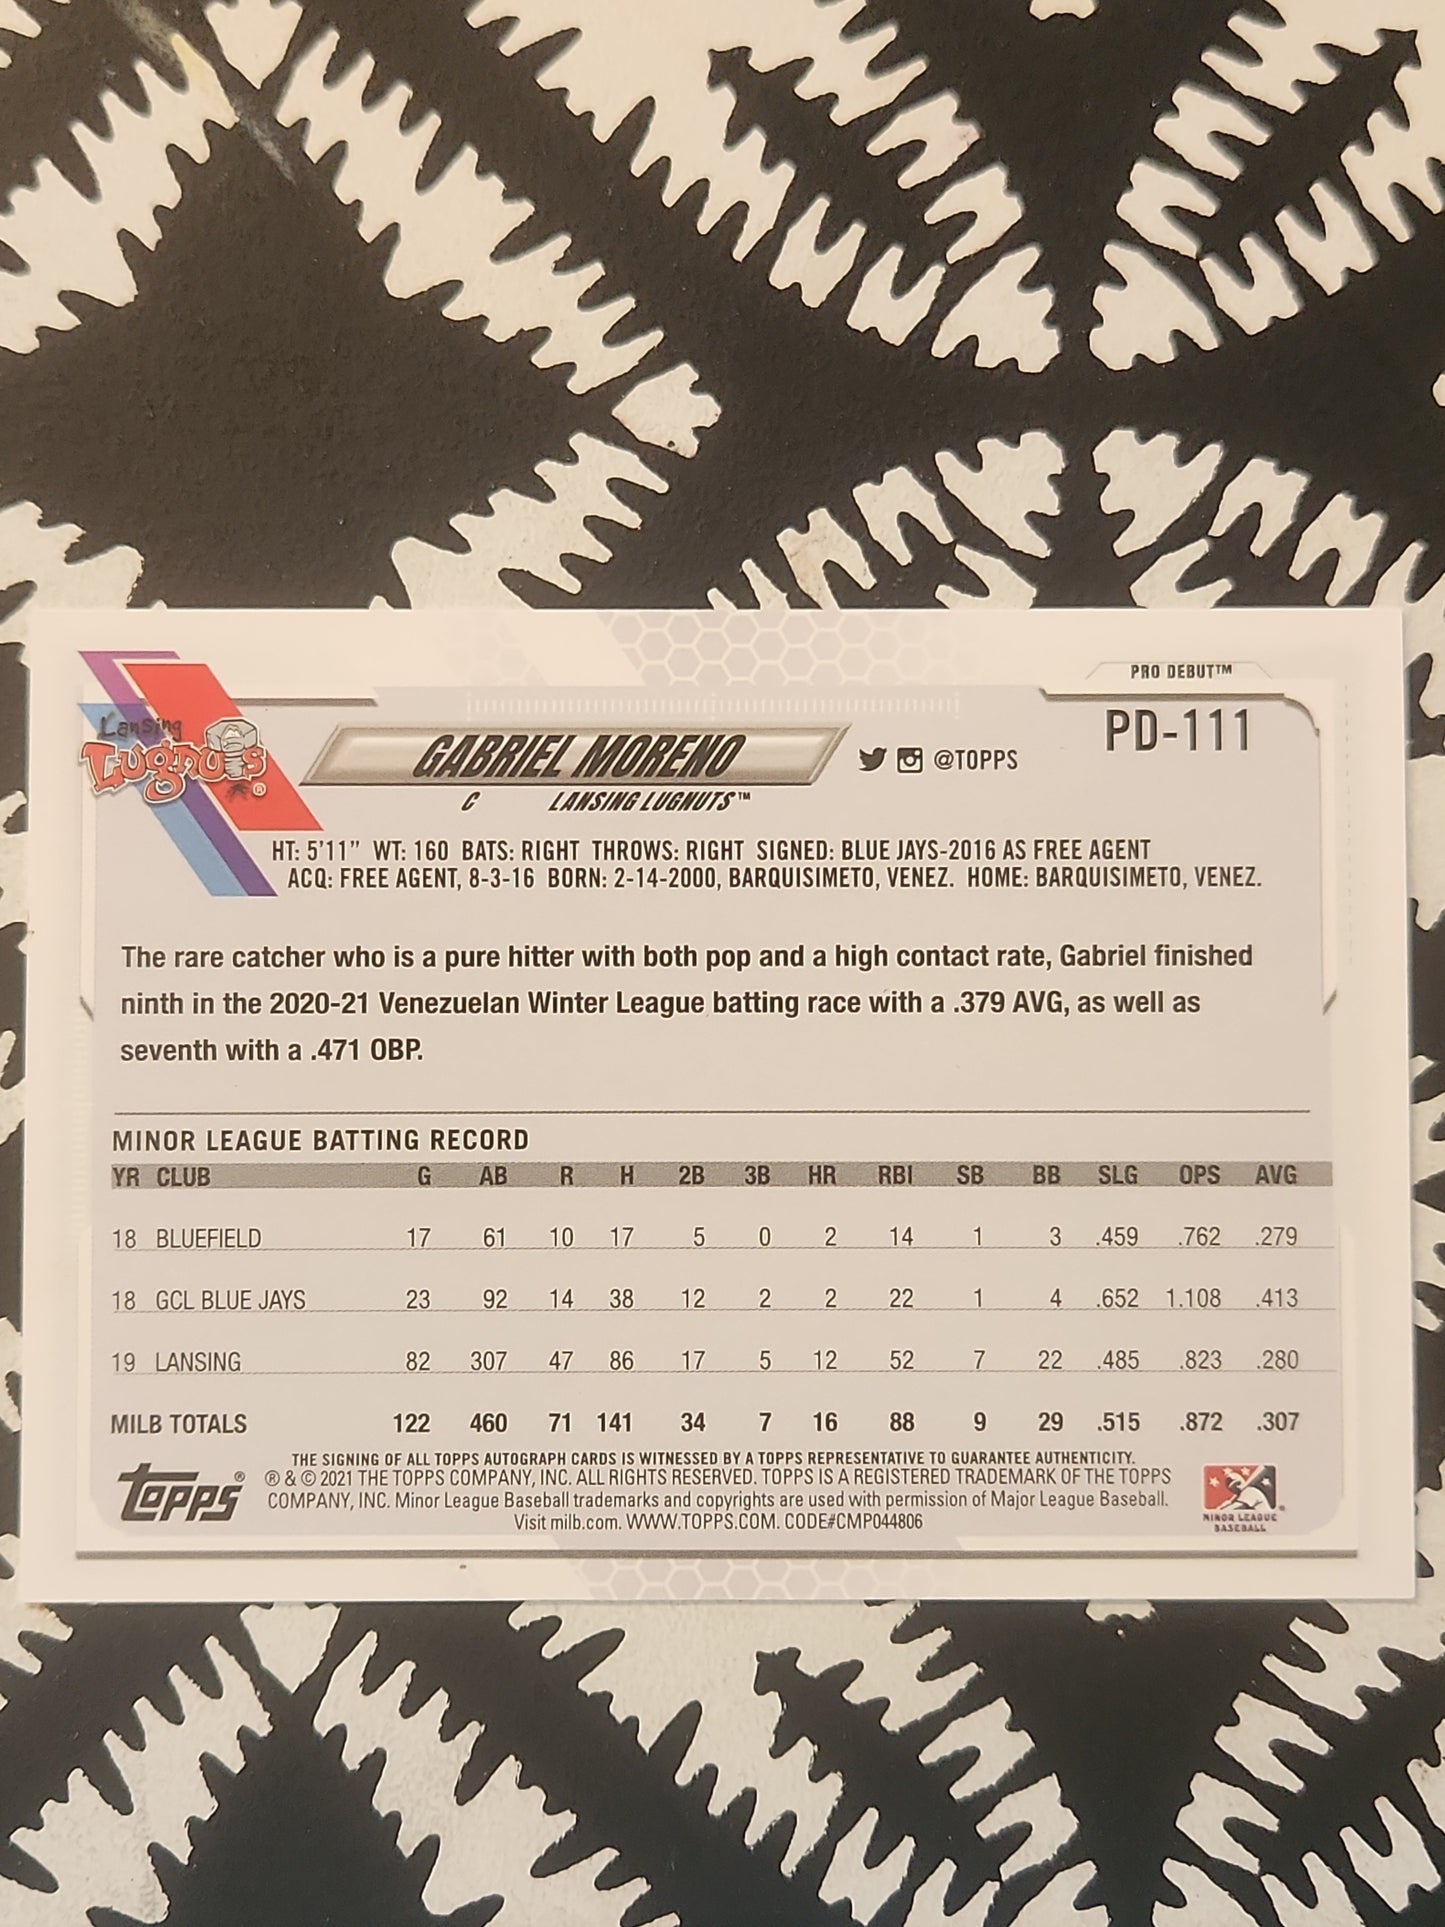 PRO DEBUT™
PD-111
Lansing
Lugnuts®
GABRIEL MORENO
@TOPPS
C LANSING LUGNUTS™
HT: 5'11" WT: 160 BATS: RIGHT THROWS: RIGHT SIGNED: BLUE JAYS-2016 AS FREE AGENT
ACQ: FREE AGENT, 8-3-16 BORN: 2-14-2000, BARQUISIMETO, VENEZ. HOME: BARQUISIMETO, VENEZ.
The rare catcher who is a pure hitter with both pop and a high contact rate, Gabriel finished
ninth in the 2020-21 Venezuelan Winter League batting race with a .379 AVG, as well as
seventh with a .471 OBP.
MINOR LEAGUE BATTING RECORD
YR CLUB G AB R H 2B 3B HR RBI SB BB SLG OPS AVG
18 BLUEFIELD 17 61 10 17 5 0 2 14 1 3 .459 .762 .279
18 GCL BLUE JAYS 23 92 14 38 12 2 2 22 1 4 .652 1.108 .413
19 LANSING 82 307 47 86 17 5 12 52 7 22 .485 .823 .280
MILB TOTALS 122 460 71 141 34 7 16 88 9 29 .515 .872 .307
THE SIGNING OF ALL TOPPS AUTOGRAPH CARDS IS WITNESSED BY A TOPPS REPRESENTATIVE TO GUARANTEE AUTHENTICITY.
® & © 2021 THE TOPPS COMPANY, INC. ALL RIGHTS RESERVED. TOPPS IS A REGISTERED TRADEMARK OF THE TOPPS
COMPANY, INC. Minor League Baseball trademarks and copyrights are used with permission of Major League Baseball.
Visit milb.com. WWW.TOPPS.COM. CODE#CMP044806
topps®
MINOR LEAGUE
BASEBALL